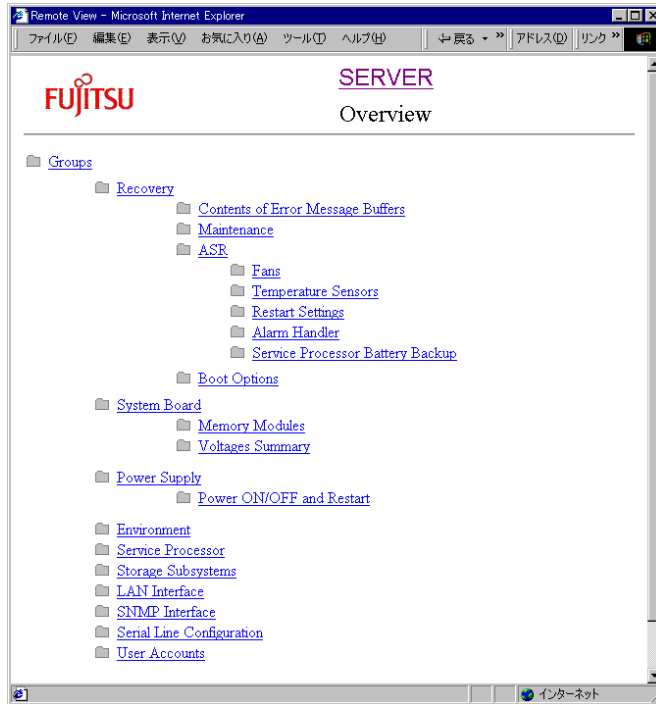 Remote View - Microsoft Internet Explorer
ファイル(F) 編集(E) 表示(V) お気に入り(A) ツール(T) ヘルプ(H) 戻る » アドレス(D) リンク »
FUJITSU
SERVER
Overview
Groups
Recovery
Contents of Error Message Buffers
Maintenance
ASR
Fans
Temperature Sensors
Restart Settings
Alarm Handler
Service Processor Battery Backup
Boot Options
System Board
Memory Modules
Voltages Summary
Power Supply
Power ON/OFF and Restart
Environment
Service Processor
Storage Subsystems
LAN Interface
SNMP Interface
Serial Line Configuration
User Accounts
インターネット